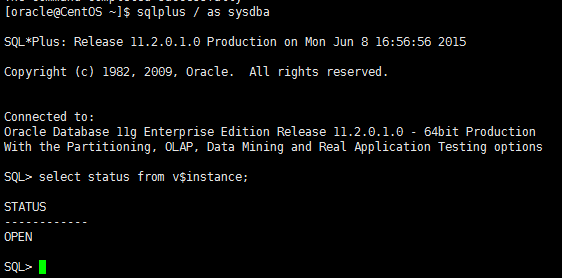 [oracle@CentOS ~]$ sqlplus / as sysdba
SQL*Plus: Release 11.2.0.1.0 Production on Mon Jun 8 16:56:56 2015
Copyright (c) 1982, 2009, Oracle.  All rights reserved.
Connected to:
Oracle Database 11g Enterprise Edition Release 11.2.0.1.0 - 64bit Production
With the Partitioning, OLAP, Data Mining and Real Application Testing options
SQL> select status from v$instance;
STATUS
------------
OPEN
SQL>